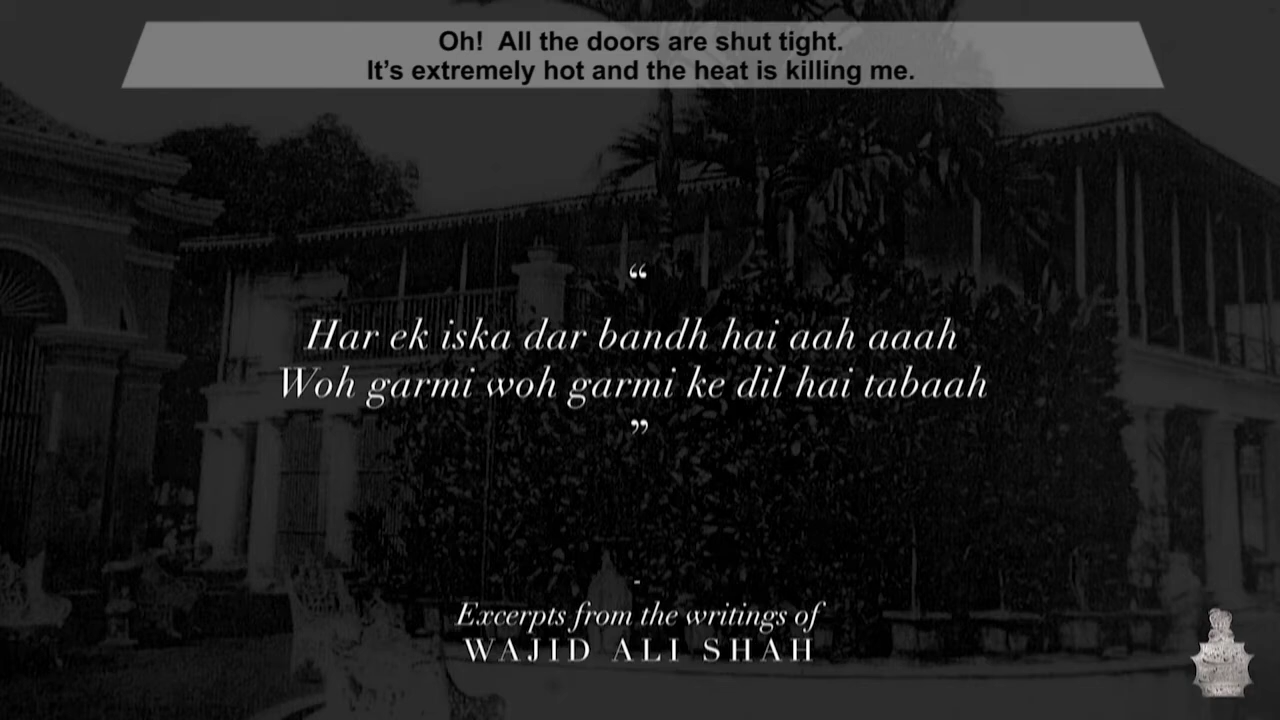 Oh! All the doors are shut tight.
It's extremely hot and the heat is killing me.
“
Har ek iska dar bandh hai aah aaah
Woh garmi woh garmi ke dil hai tabaah
”
-
Excerpts from the writings of
WAJID ALI SHAH